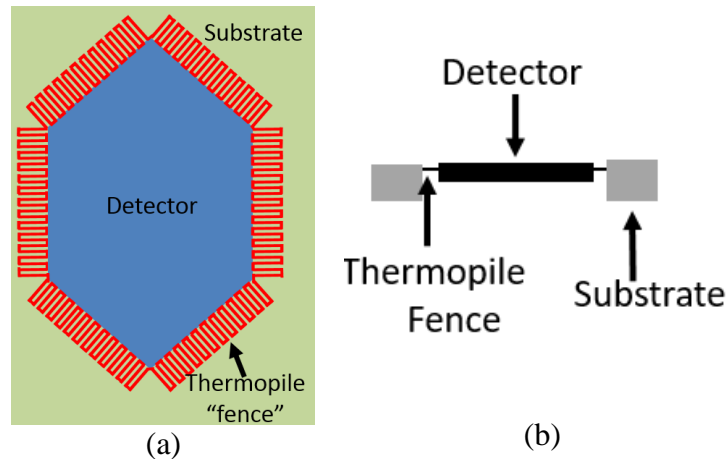 Substrate
Detector
Thermopile
“fence”
(a)
Detector
Thermopile
Fence
Substrate
(b)